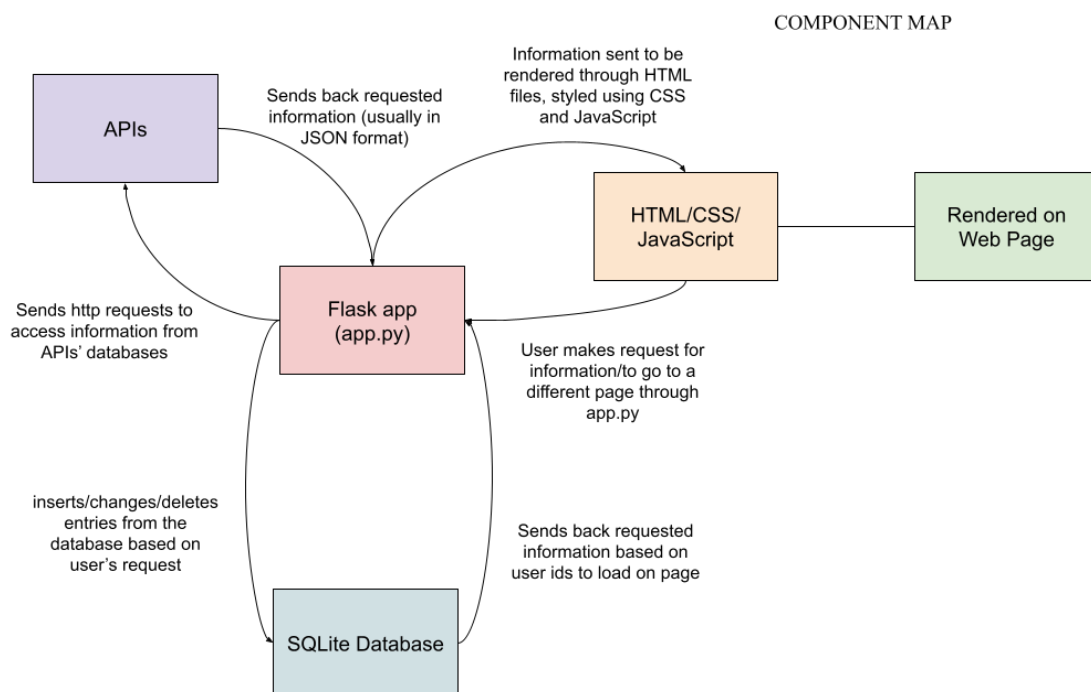 COMPONENT MAP
Information sent to be
rendered through HTML
files, styled using CSS
and JavaScript
Sends back requested
information (usually in
JSON format)
APIs
HTML/CSS/
JavaScript
Rendered on
Web Page
Flask app
(app.py)
Sends http requests to
access information from
APIs’ databases
User makes request for
information/to go to a
different page through
app.py
inserts/changes/deletes
entries from the
database based on
user’s request
Sends back requested
information based on
user ids to load on page
SQLite Database